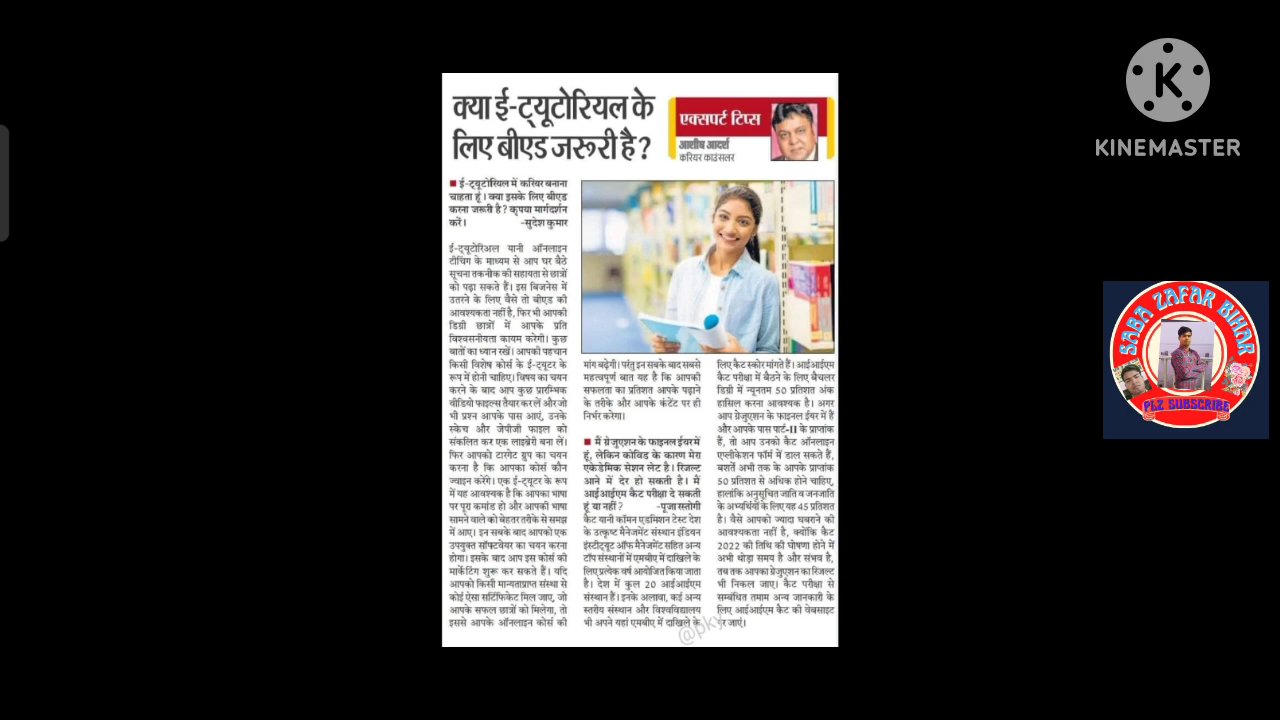 क्या ई-ट्यूटोरियल के
लिए बीएड जरूरी है?
एक्सपर्ट टिप्स
आशीष आदर्श
करियर काउंसलर
■ ई-ट्यूटोरियल में करियर बनाना
चाहता हूं। क्या इसके लिए बीएड
करना जरूरी है? कृपया मार्गदर्शन
करें। -सुदेश कुमार
ई-ट्यूटोरिअल यानी ऑनलाइन
टीचिंग के माध्यम से आप घर बैठे
सूचना तकनीक की सहायता से छात्रों
को पढ़ा सकते हैं। इस बिजनेस में
उतरने के लिए वैसे तो बीएड की
आवश्यकता नहीं है, फिर भी आपकी
डिग्री छात्रों में आपके प्रति
विश्वसनीयता कायम करेगी। कुछ
बातों का ध्यान रखें। आपकी पहचान
किसी विशेष कोर्स के ई-ट्यूटर के
रूप में होनी चाहिए। विषय का चयन
करने के बाद आप कुछ प्रारम्भिक
वीडियो फाइल्स तैयार कर लें और जो
भी प्रश्न आपके पास आएं, उनके
स्केच और जेपीजी फाइल को
संकलित कर एक लाइब्रेरी बना लें।
फिर आपको टारगेट ग्रुप का चयन
करना है कि आपका कोर्स कौन
ज्वाइन करेंगे। एक ई-ट्यूटर के रूप
में यह आवश्यक है कि आपका भाषा
पर पूरा कमांड हो और आपकी भाषा
सामने वाले को बेहतर तरीके से समझ
में आए। इन सबके बाद आपको एक
उपयुक्त सॉफ्टवेयर का चयन करना
होगा। इसके बाद आप इस कोर्स की
मार्केटिंग शुरू कर सकते हैं। यदि
आपको किसी मान्यताप्राप्त संस्था से
कोई ऐसा सर्टिफिकेट मिल जाए, जो
आपके सफल छात्रों को मिलेगा, तो
इससे आपके ऑनलाइन कोर्स की
मांग बढ़ेगी। परंतु इन सबके बाद सबसे
महत्वपूर्ण बात यह है कि आपकी
सफलता का प्रतिशत आपके पढ़ाने
के तरीके और आपके कंटेंट पर ही
निर्भर करेगा।
■ मैं ग्रेजुएशन के फाइनल ईयर में
हूं, लेकिन कोविड के कारण मेरा
एकेडेमिक सेशन लेट है। रिजल्ट
आने में देर हो सकती है। मैं
आईआईएम कैट परीक्षा दे सकती
हूं या नहीं? -पूजा रस्तोगी
कैट यानी कॉमन एडमिशन टेस्ट देश
के उत्कृष्ट मैनेजमेंट संस्थान इंडियन
इंस्टीट्यूट ऑफ मैनेजमेंट सहित अन्य
टॉप संस्थानों में एमबीए में दाखिले के
लिए प्रत्येक वर्ष आयोजित किया जाता
है। देश में कुल 20 आईआईएम
संस्थान हैं। इनके अलावा, कई अन्य
स्तरीय संस्थान और विश्वविद्यालय
भी अपने यहां एमबीए में दाखिले के
लिए कैट स्कोर मांगते हैं। आईआईएम
कैट परीक्षा में बैठने के लिए बैचलर
डिग्री में न्यूनतम 50 प्रतिशत अंक
हासिल करना आवश्यक है। अगर
आप ग्रेजुएशन के फाइनल ईयर में हैं
और आपके पास पार्ट-II के प्राप्तांक
हैं, तो आप उनको कैट ऑनलाइन
एप्लीकेशन फॉर्म में डाल सकते हैं,
बशर्ते अभी तक के आपके प्राप्तांक
50 प्रतिशत से अधिक होने चाहिए,
हालांकि अनुसूचित जाति व जनजाति
के अभ्यर्थियों के लिए यह 45 प्रतिशत
है। वैसे आपको ज्यादा घबराने की
आवश्यकता नहीं है, क्योंकि कैट
2022 की तिथि की घोषणा होने में
अभी थोड़ा समय है और संभव है,
तब तक आपका ग्रेजुएशन का रिजल्ट
भी निकल जाए। कैट परीक्षा से
सम्बंधित तमाम अन्य जानकारी के
लिए आईआईएम कैट की वेबसाइट
पर जाएं।
@pky
KINEMASTER
SABA ZAFAR BIHAR
PLZ SUBSCRIBE